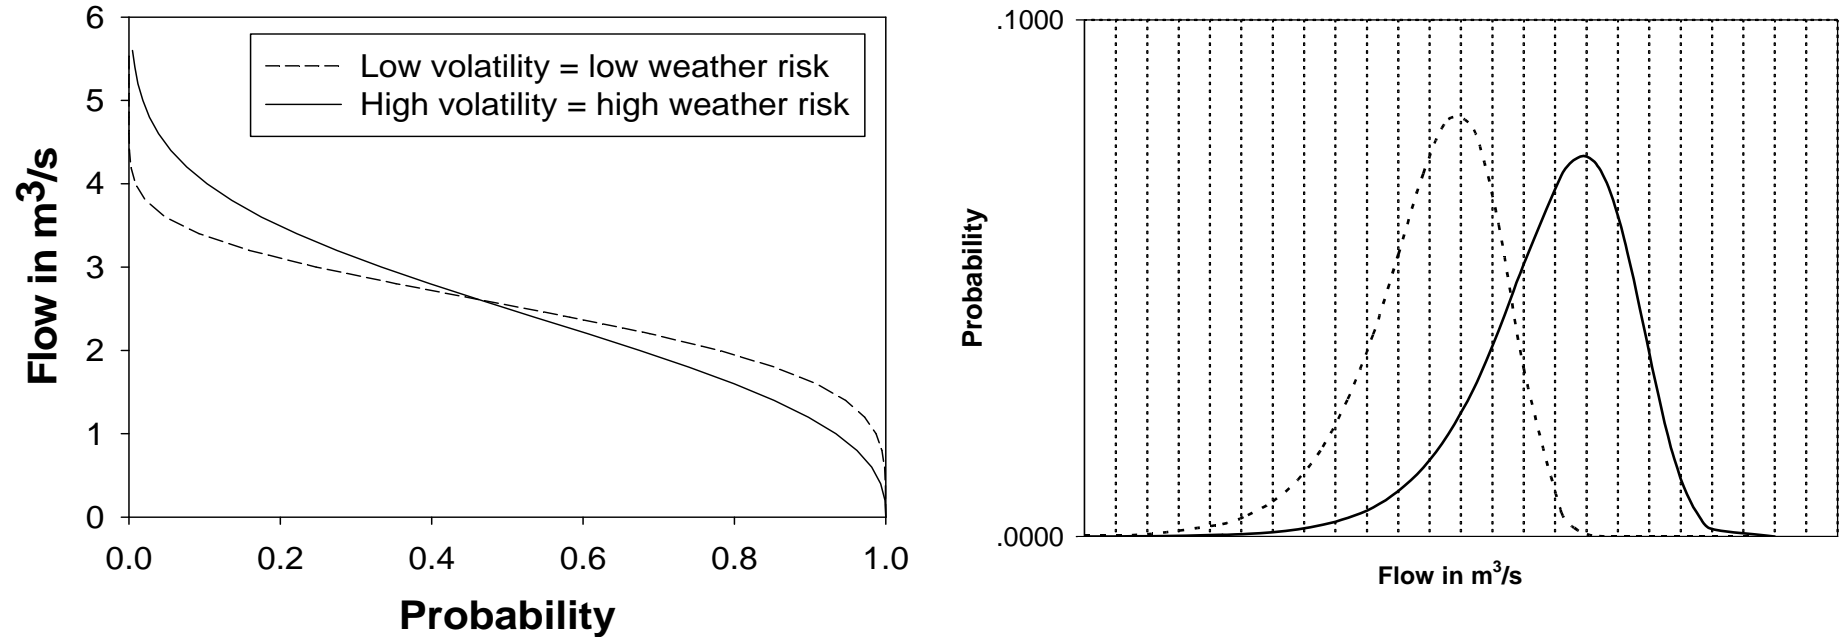 6
5
4
3
2
1
0
Flow in m³/s
Low volatility = low weather risk
High volatility = high weather risk
0.0 0.2 0.4 0.6 0.8 1.0
Probability
.1000
.0000
Probability
Flow in m³/s